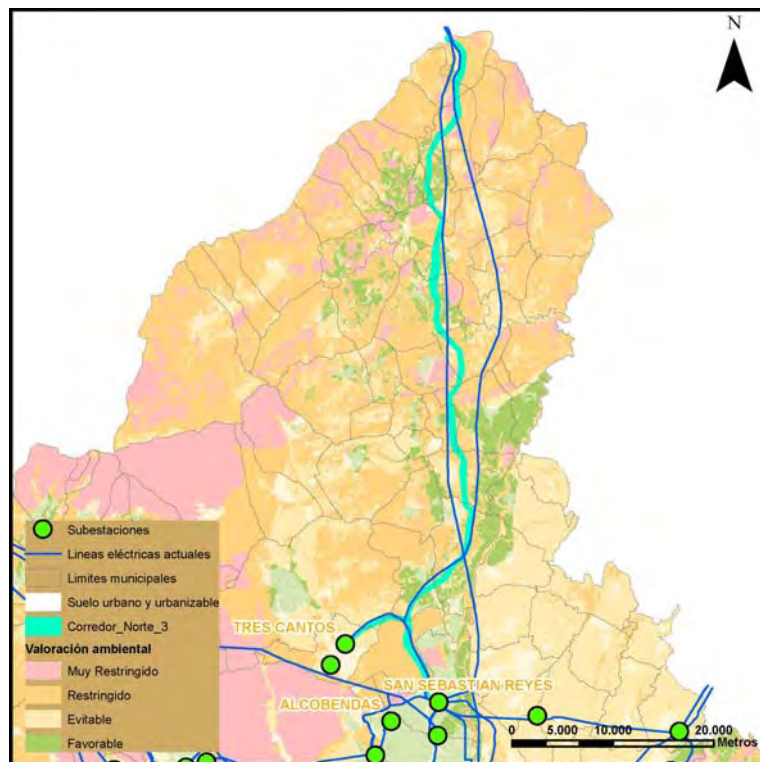 N
TRES CANTOS
SAN SEBASTIAN REYES
ALCOBENDAS
Subestaciones
Lineas eléctricas actuales
Limites municipales
Suelo urbano y urbanizable
Corredor_Norte_3
Valoración ambiental
Muy Restringido
Restringido
Evitable
Favorable
0 5.000 10.000 20.000
Metros